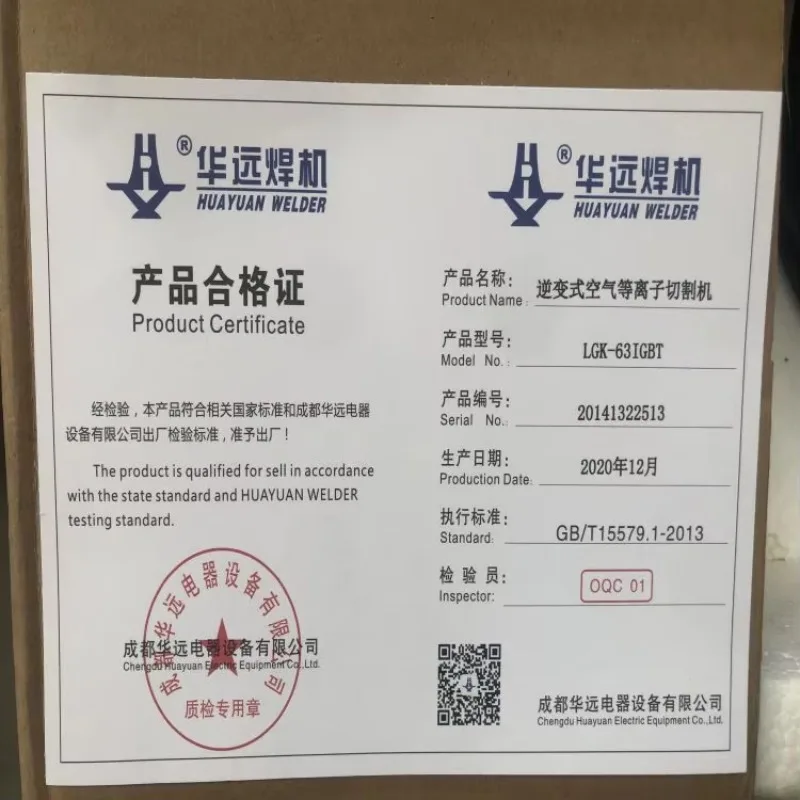 ® 华远焊机
HUAYUAN WELDER
产品合格证
Product Certificate
经检验，本产品符合相关国家标准和成都华远电器
设备有限公司出厂检验标准，准予出厂！
The product is qualified for sell in accordance
with the state standard and HUAYUAN WELDER
testing standard.
成都华远电器设备有限公司
Chengdu Huayuan Electric Equipment Co.,Ltd.
成都华远电器设备有限公司
质检专用章
® 华远焊机
HUAYUAN WELDER
产品名称： 逆变式空气等离子切割机
Product Name :
产品型号： LGK-63IGBT
Model No. :
产品编号： 20141322513
Serial No.:
生产日期： 2020年12月
Production Date:
执行标准： GB/T15579.1-2013
Standard:
检验员： OQC 01
Inspector:
成都华远电器设备有限公司
Chengdu Huayuan Electric Equipment Co.,Ltd.